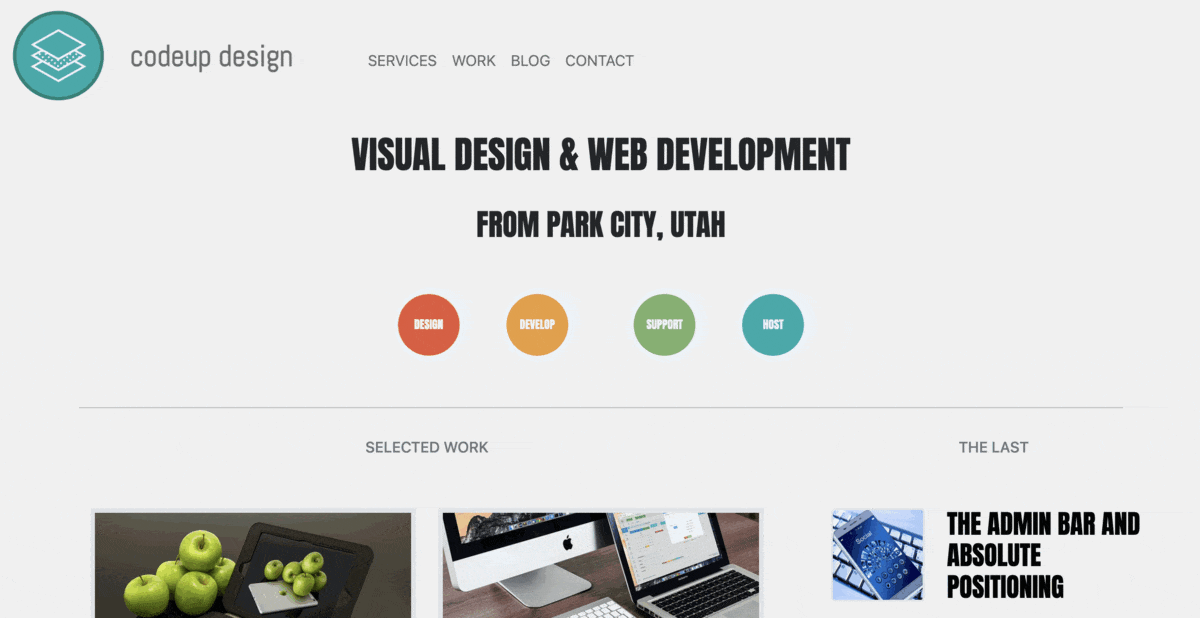 codeup design
SERVICES WORK BLOG CONTACT
VISUAL DESIGN & WEB DEVELOPMENT
FROM PARK CITY, UTAH
DESIGN DEVELOP SUPPORT HOST
SELECTED WORK
THE LAST
THE ADMIN BAR AND
ABSOLUTE
POSITIONING
Social